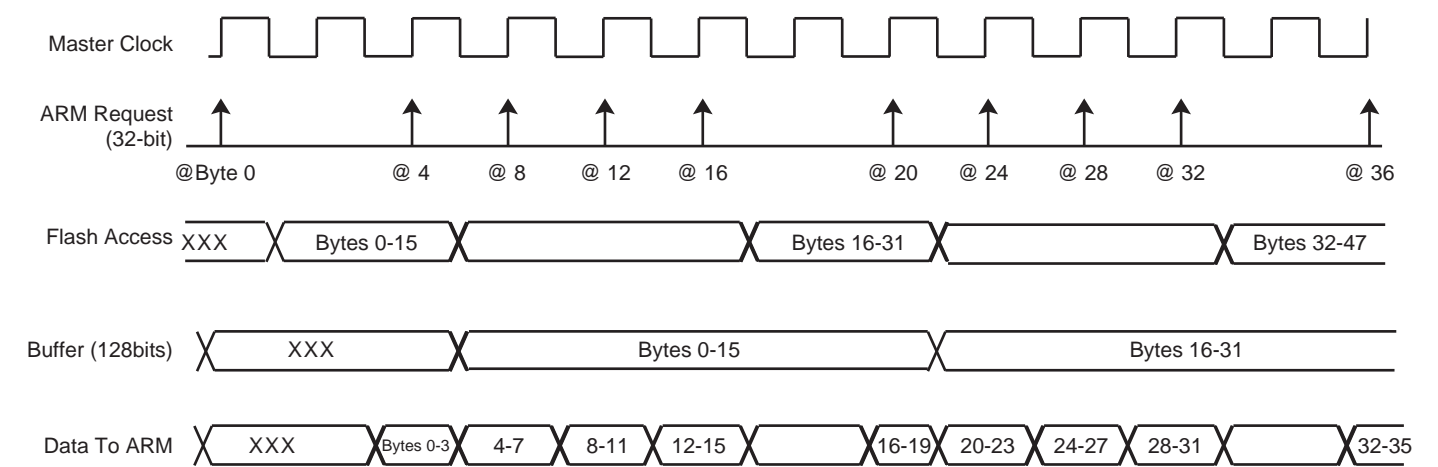 Master Clock
ARM Request
(32-bit)
@Byte 0 @ 4 @ 8 @ 12 @ 16 @ 20 @ 24 @ 28 @ 32 @ 36
Flash Access XXX Bytes 0-15 Bytes 16-31 Bytes 32-47
Buffer (128bits) XXX Bytes 0-15 Bytes 16-31
Data To ARM XXX Bytes 0-3 4-7 8-11 12-15 16-19 20-23 24-27 28-31 32-35